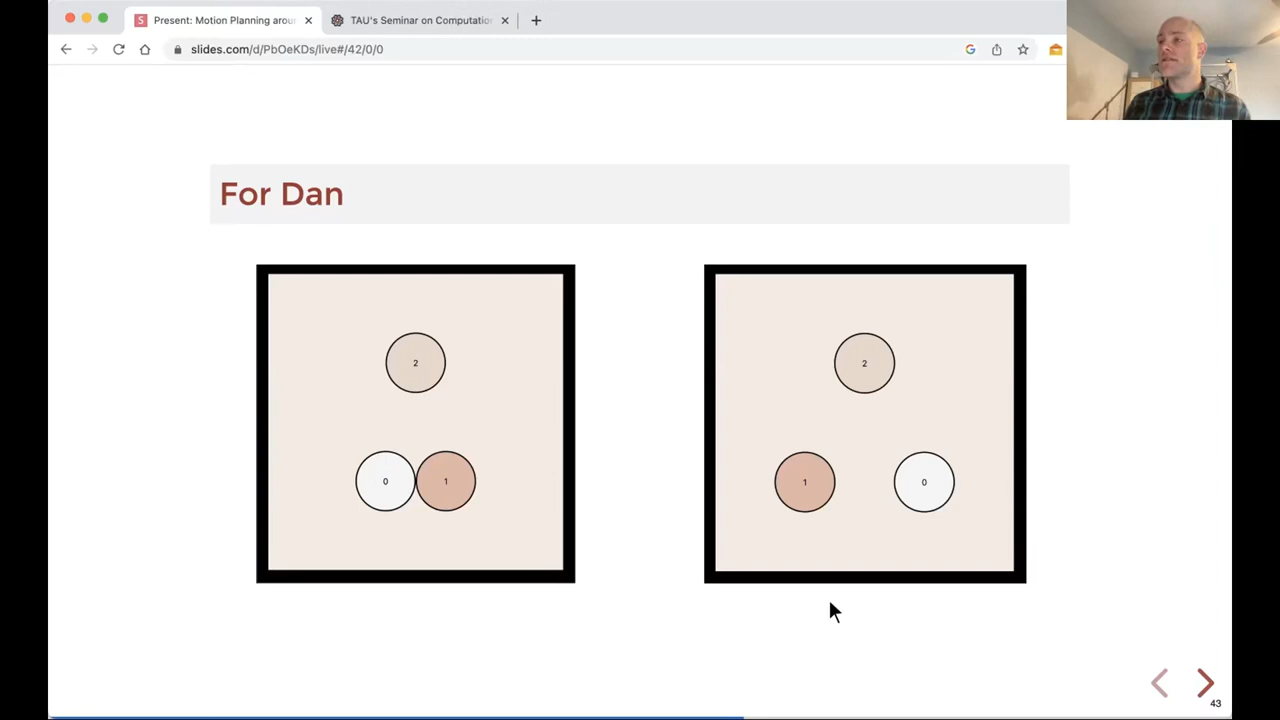 S Present: Motion Planning arou
TAU's Seminar on Computation
slides.com/d/PbOeKDs/live#/42/0/0
G
For Dan
2
2
0 1
1 0
43